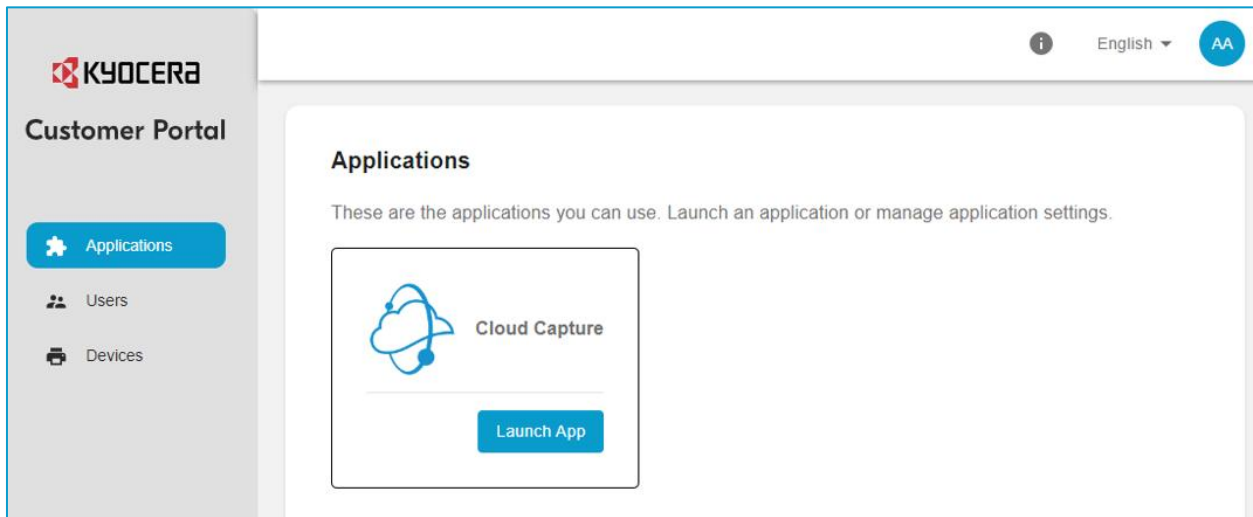 KYOCERA
Customer Portal
Applications
Users
Devices
English
AA
Applications
These are the applications you can use. Launch an application or manage application settings.
Cloud Capture
Launch App